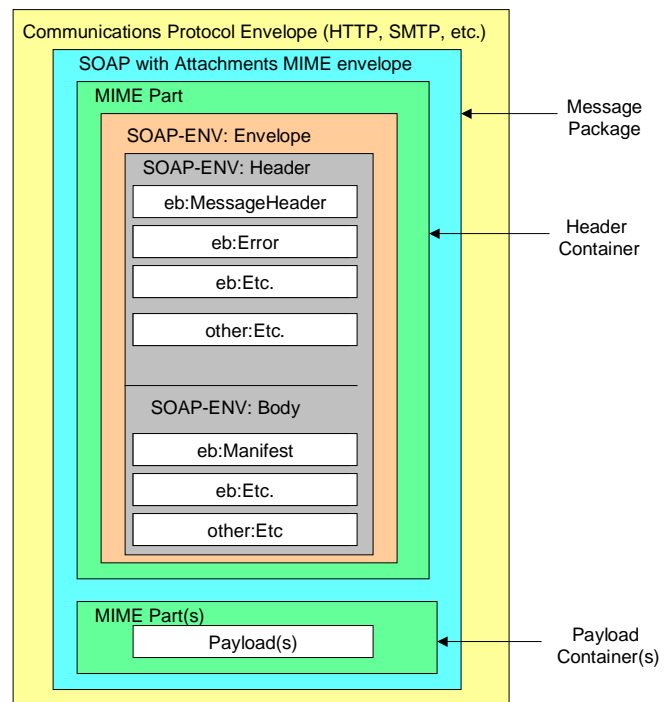 Communications Protocol Envelope (HTTP, SMTP, etc.)
SOAP with Attachments MIME envelope
MIME Part
SOAP-ENV: Envelope
SOAP-ENV: Header
eb:MessageHeader
eb:Error
eb:Etc.
other:Etc.
SOAP-ENV: Body
eb:Manifest
eb:Etc.
other:Etc
MIME Part(s)
Payload(s)
Message
Package
Header
Container
Payload
Container(s)